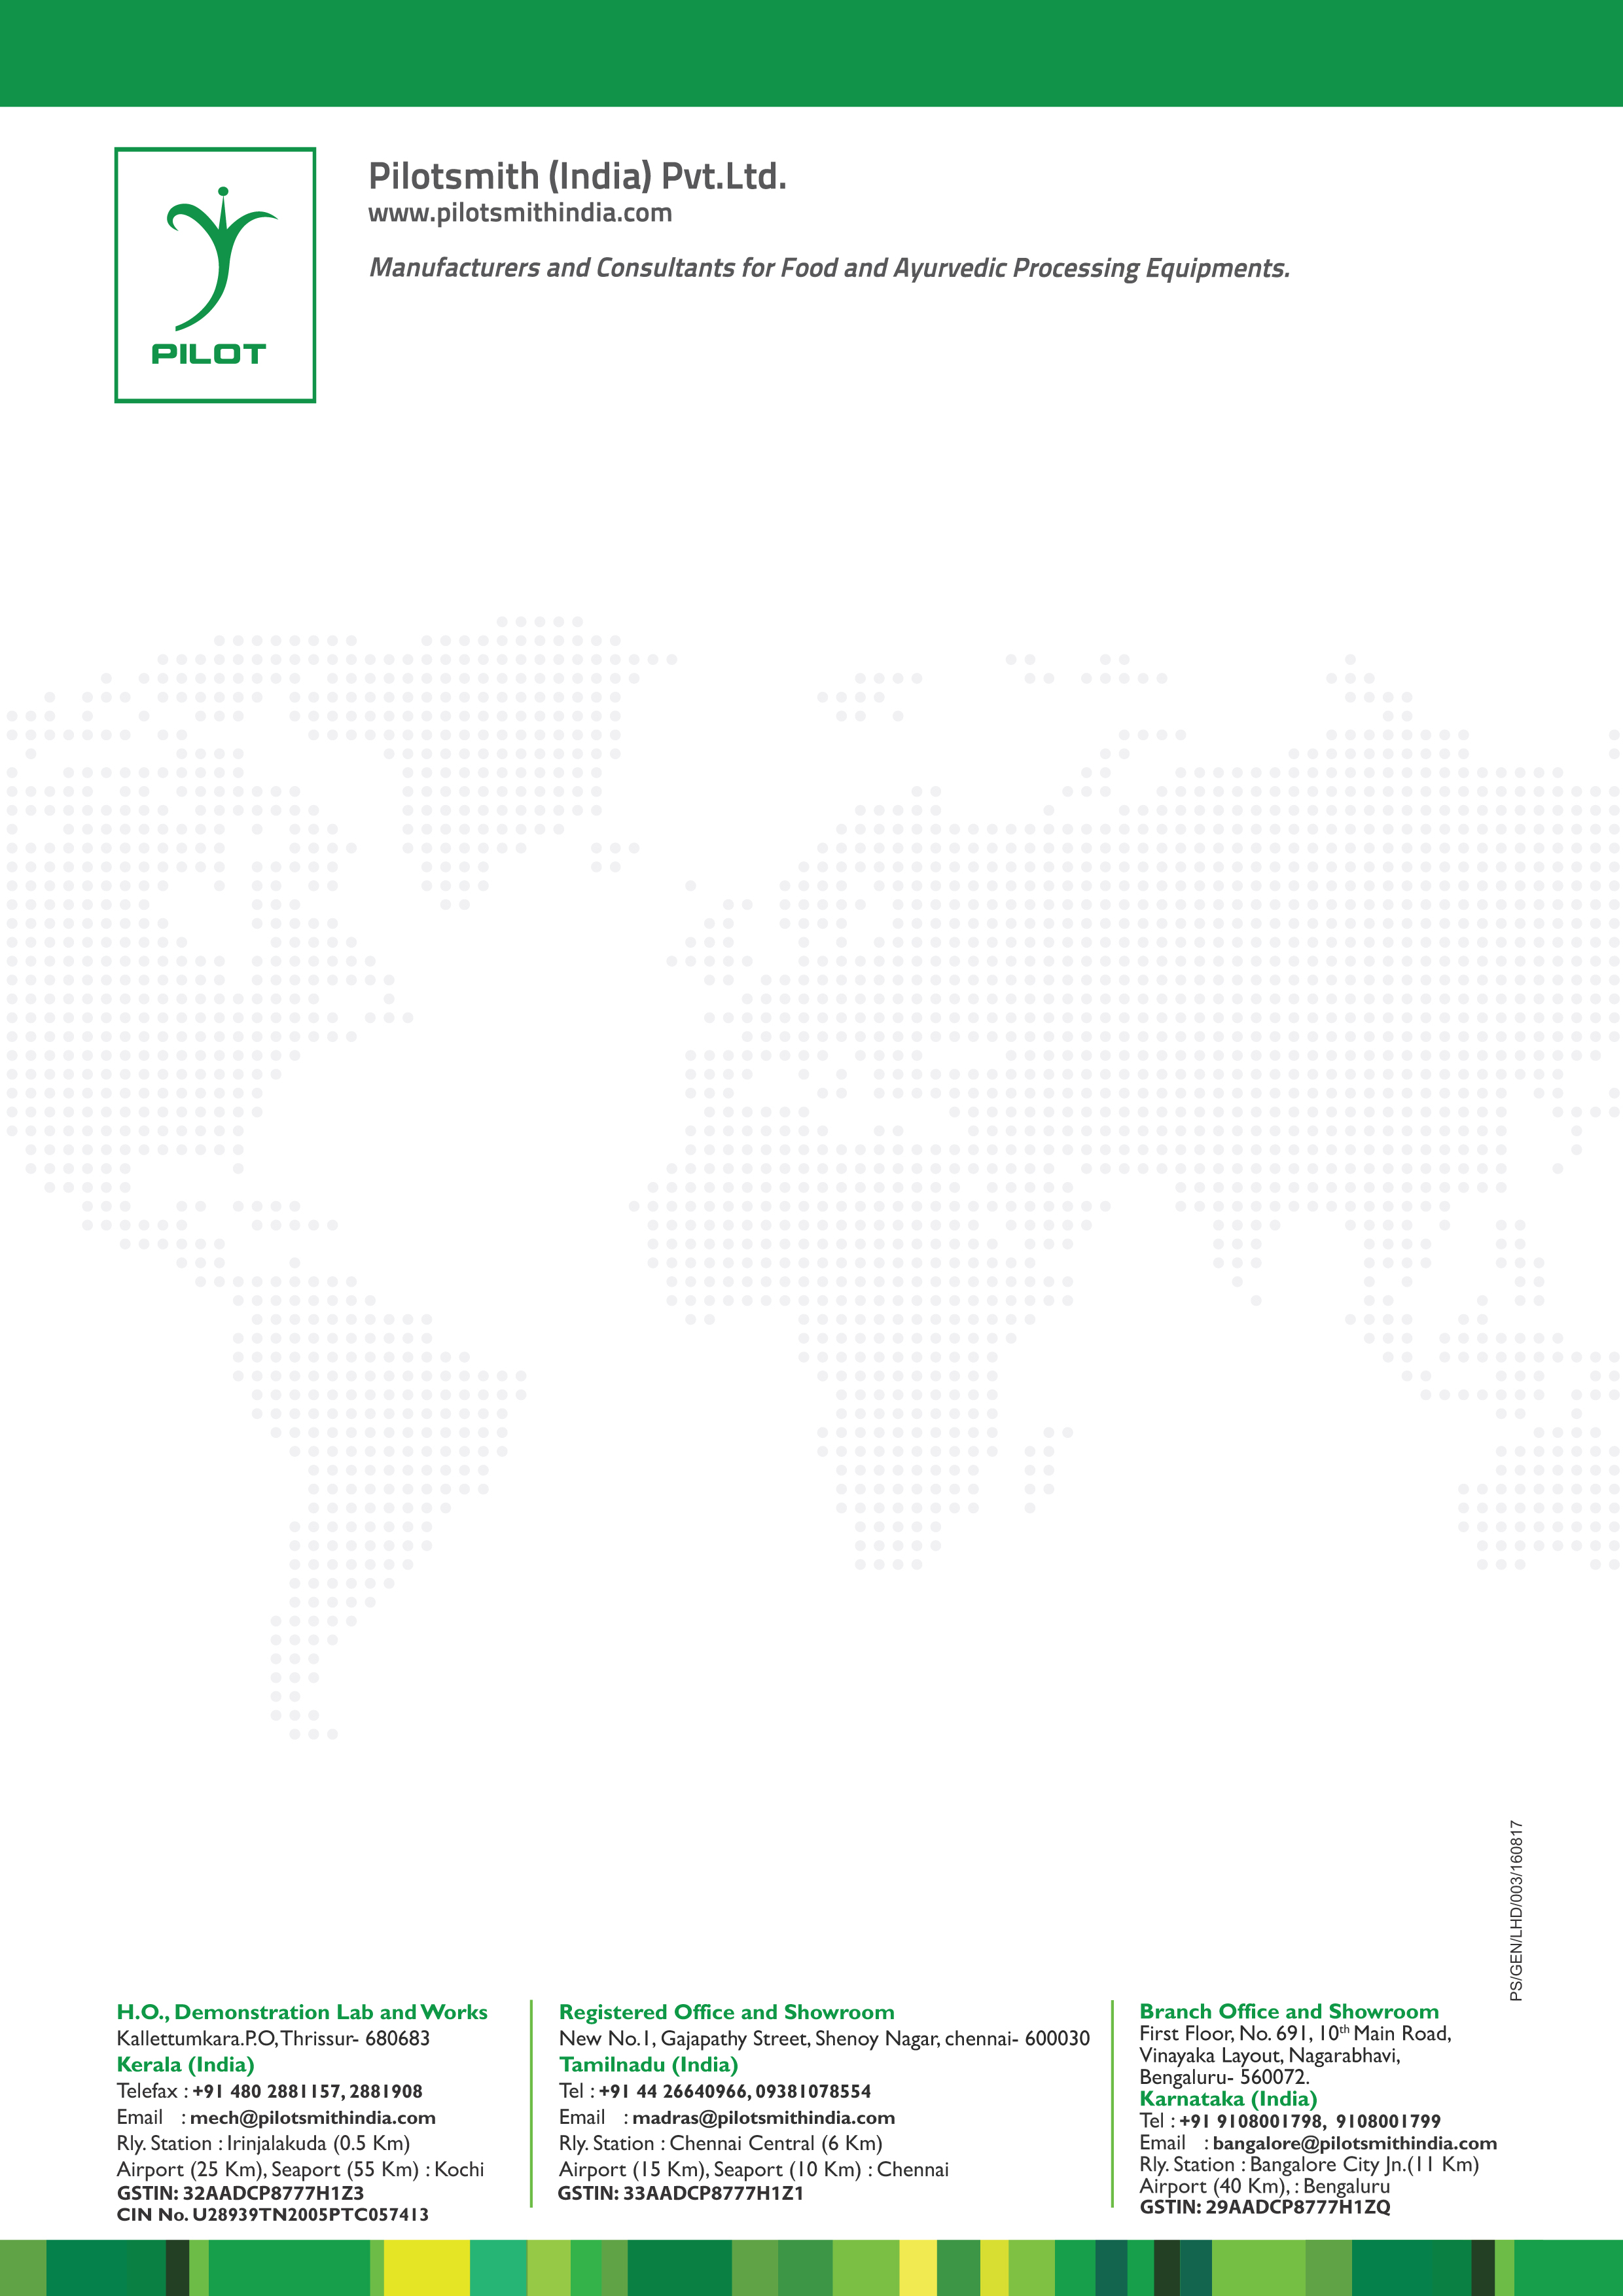 PILOT
Pilotsmith (India) Pvt.Ltd.
www.pilotsmithindia.com
Manufacturers and Consultants for Food and Ayurvedic Processing Equipments.
PS/GEN/LHD/003/160817
H.O., Demonstration Lab and Works
Kallettumkara.P.O, Thrissur- 680683
Kerala (India)
Telefax : +91 480 2881157, 2881908
Email : mech@pilotsmithindia.com
Rly. Station : Irinjalakuda (0.5 Km)
Airport (25 Km), Seaport (55 Km) : Kochi
GSTIN: 32AADCP8777H1Z3
CIN No. U28939TN2005PTC057413
Registered Office and Showroom
New No.1, Gajapathy Street, Shenoy Nagar, chennai- 600030
Tamilnadu (India)
Tel : +91 44 26640966, 09381078554
Email : madras@pilotsmithindia.com
Rly. Station : Chennai Central (6 Km)
Airport (15 Km), Seaport (10 Km) : Chennai
GSTIN: 33AADCP8777H1Z1
Branch Office and Showroom
First Floor, No. 691, 10th Main Road,
Vinayaka Layout, Nagarabhavi,
Bengaluru- 560072.
Karnataka (India)
Tel : +91 9108001798, 9108001799
Email : bangalore@pilotsmithindia.com
Rly. Station : Bangalore City Jn.(11 Km)
Airport (40 Km), : Bengaluru
GSTIN: 29AADCP8777H1ZQ